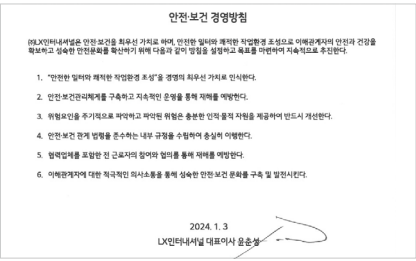 안전·보건 경영방침
㈜LX인터내셔널은 안전·보건을 최우선 가치로 하며, 안전한 일터와 쾌적한 작업환경 조성으로 이해관계자의 안전과 건강을
확보하고 성숙한 안전문화를 확산하기 위해 다음과 같이 방침을 설정하고 목표를 마련하여 지속적으로 추진한다.
1. "안전한 일터와 쾌적한 작업환경 조성"을 경영의 최우선 가치로 인식한다.
2. 안전·보건관리체계를 구축하고 지속적인 운영을 통해 재해를 예방한다.
3. 위험요인을 주기적으로 파악하고 파악된 위험은 충분한 인적·물적 자원을 제공하여 반드시 개선한다.
4. 안전·보건 관계 법령을 준수하는 내부 규정을 수립하여 충실히 이행한다.
5. 협력업체를 포함한 전 근로자의 참여와 협의를 통해 재해를 예방한다.
6. 이해관계자에 대한 적극적인 의사소통을 통해 성숙한 안전·보건 문화를 구축 및 발전시킨다.
2024. 1. 3
LX인터내셔널 대표이사 윤춘성